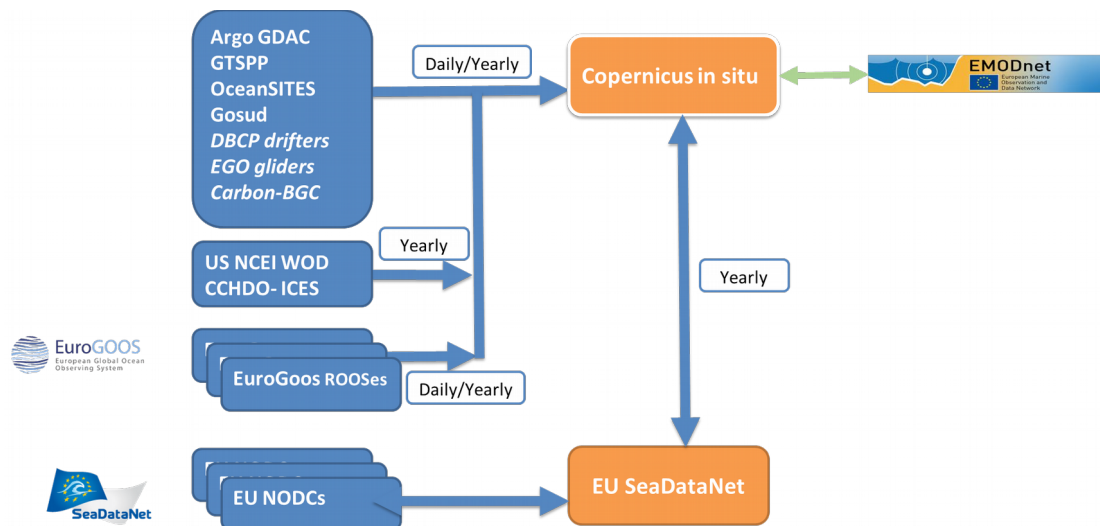 Argo GDAC
GTSPP
OceanSITES
Gosud
DBCP drifters
EGO gliders
Carbon-BGC
Daily/Yearly
Copernicus in situ
EMODnet
European Marine
Observation and
Data Network
US NCEI WOD
CCHDO- ICES
Yearly
Yearly
EuroGOOS
European Global Ocean
Observing System
EuroGoos ROOSes
Daily/Yearly
EU NODCs
EU SeaDataNet
SeaDataNet